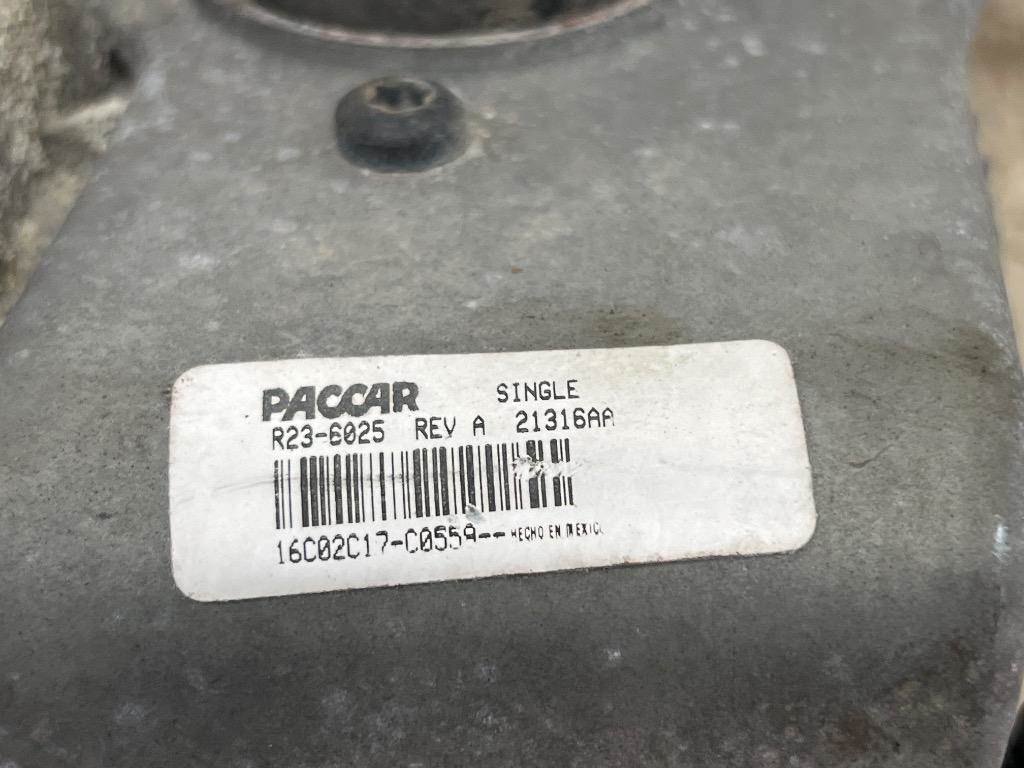 PACCAR SINGLE
R23-6025 REV A 21316AA
16C02C17-C0559-- HECHO EN MEXICO